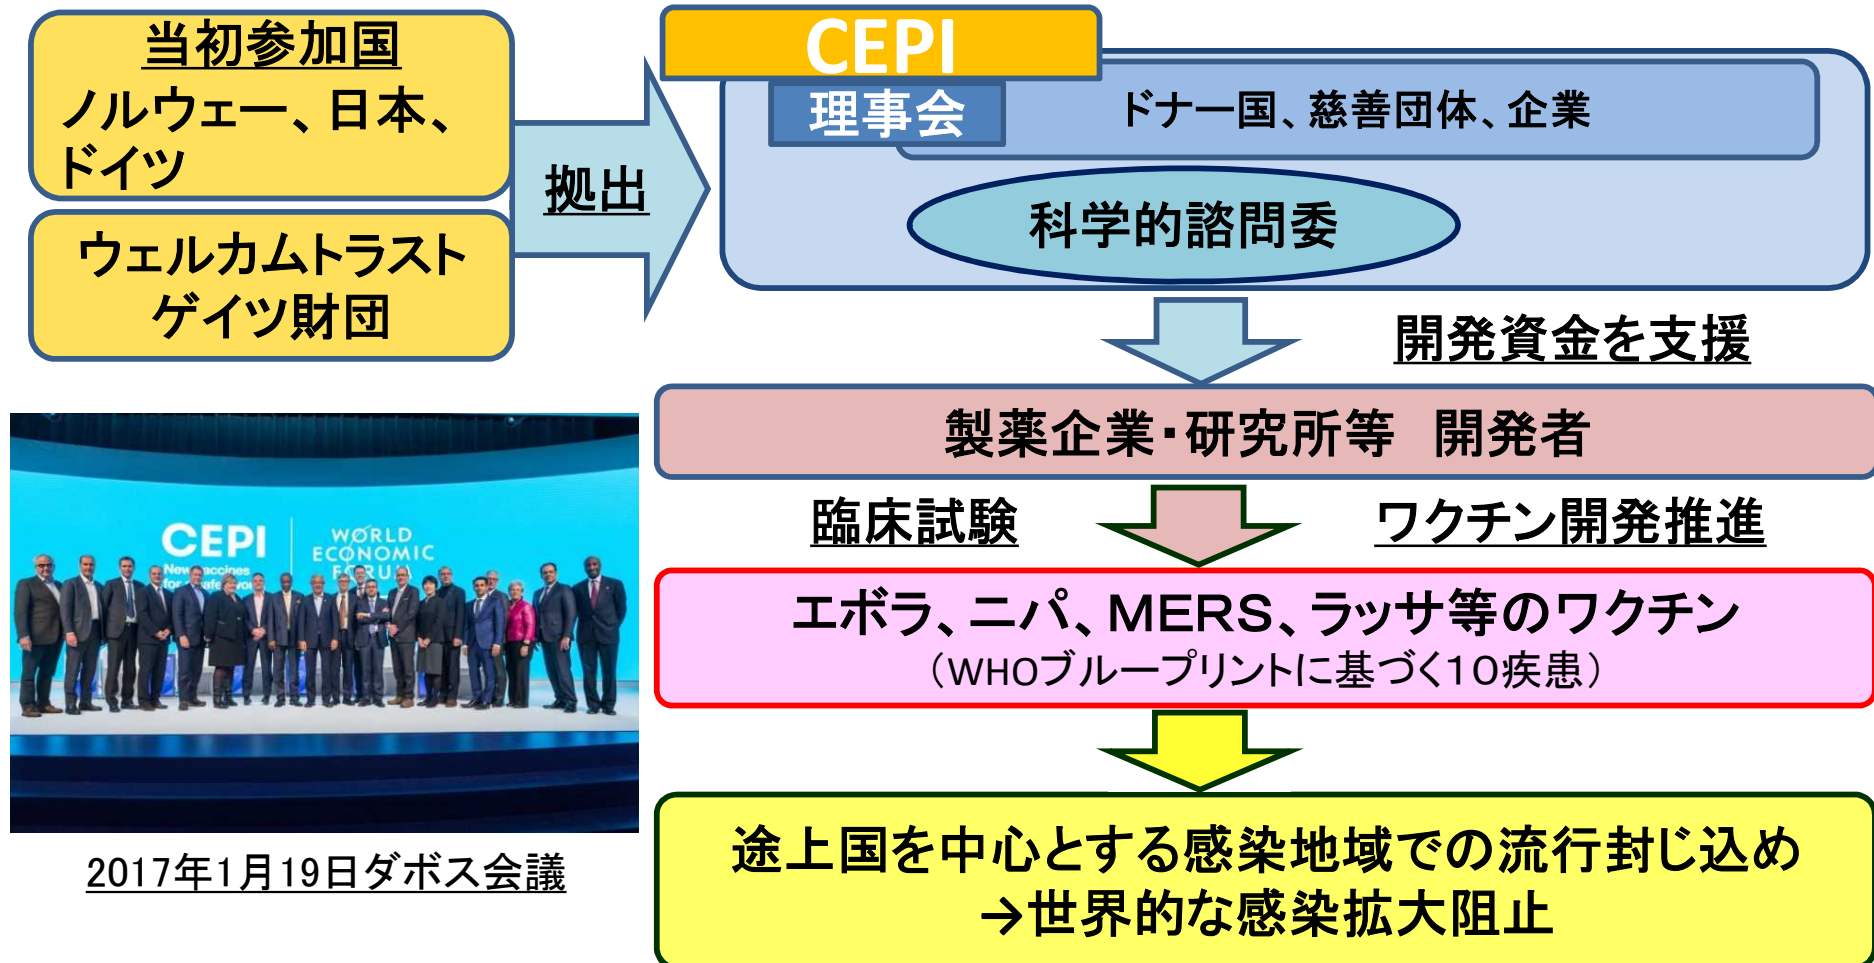 当初参加国
ノルウェー、日本、
ドイツ
ウェルカムトラスト
ゲイツ財団
拠出
CEPI
理事会
ドナー国、慈善団体、企業
科学的諮問委
開発資金を支援
製薬企業・研究所等　開発者
臨床試験
ワクチン開発推進
エボラ、ニパ、MERS、ラッサ等のワクチン
（WHOブループリントに基づく10疾患）
途上国を中心とする感染地域での流行封じ込め
→世界的な感染拡大阻止
CEPI
New vaccines
for a safer
WORLD
ECONOMIC
FORUM
2017年1月19日ダボス会議